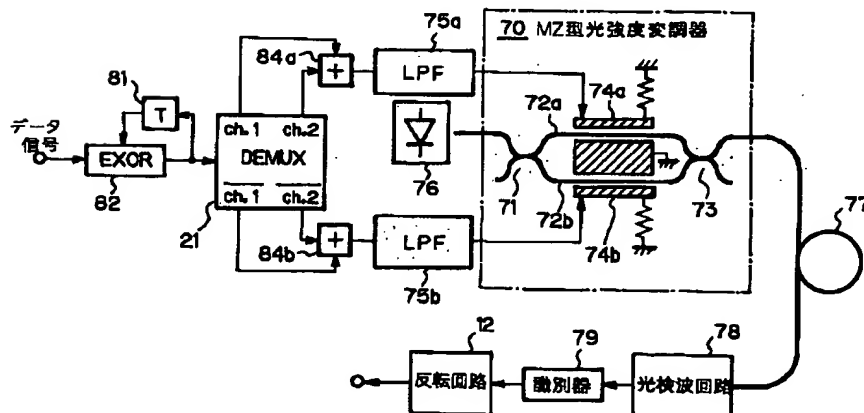 75a
70 MZ型光強度変調器
84a
+
LPF
81
T
74a
72a
データ
信号
ch.1 ch.2
EXOR
DEMUX
76
82
ch.1 ch.2
71
73
77
21
72b
+
LPF
84b
74b
75b
12
79
78
反転回路
識別器
光検波回路